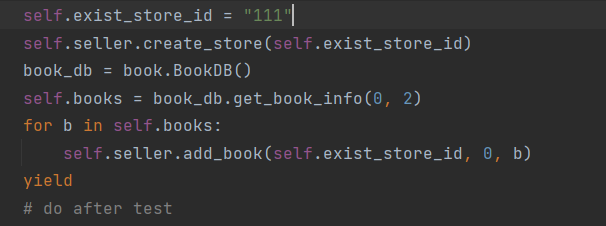 self.exist_store_id = "111"
self.seller.create_store(self.exist_store_id)
book_db = book.BookDB()
self.books = book_db.get_book_info(0, 2)
for b in self.books:
    self.seller.add_book(self.exist_store_id, 0, b)
yield
# do after test